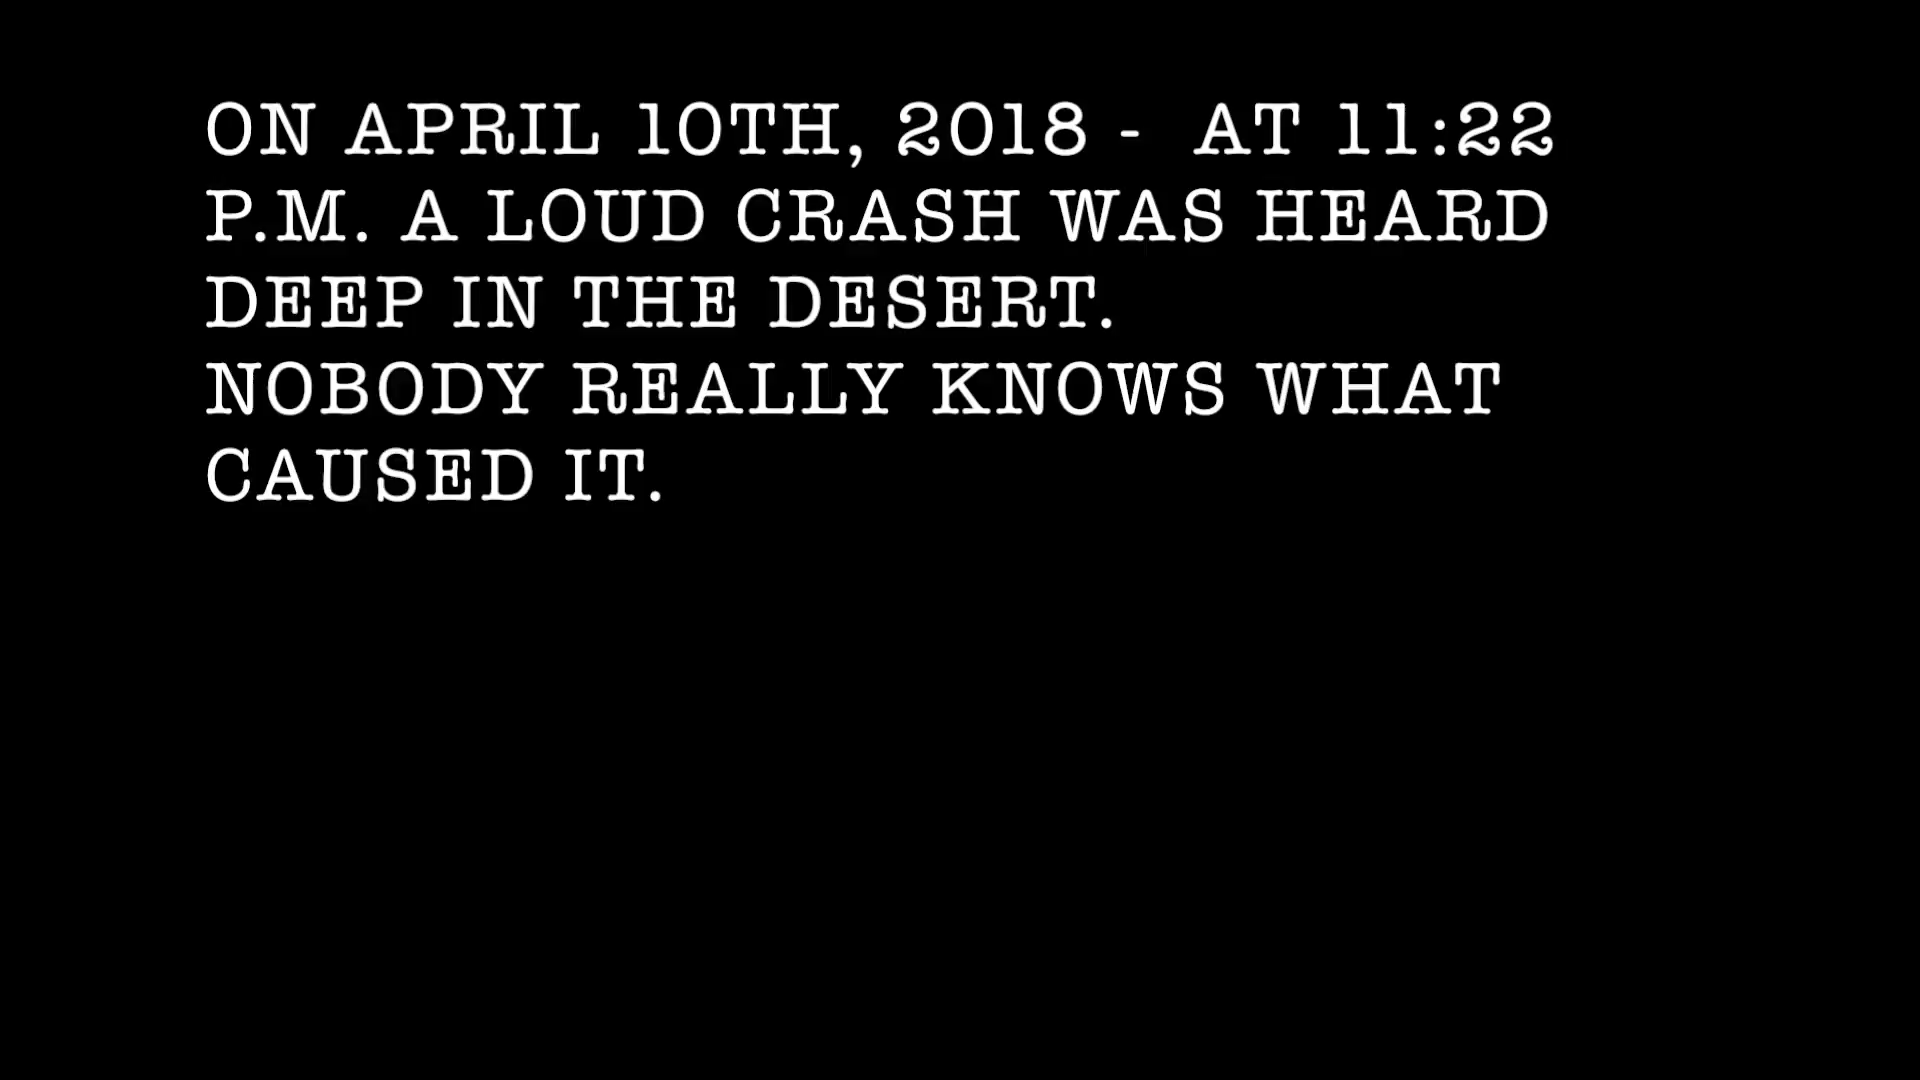 ON APRIL 10TH, 2018 -  AT 11:22
P.M. A LOUD CRASH WAS HEARD
DEEP IN THE DESERT.
NOBODY REALLY KNOWS WHAT
CAUSED IT.